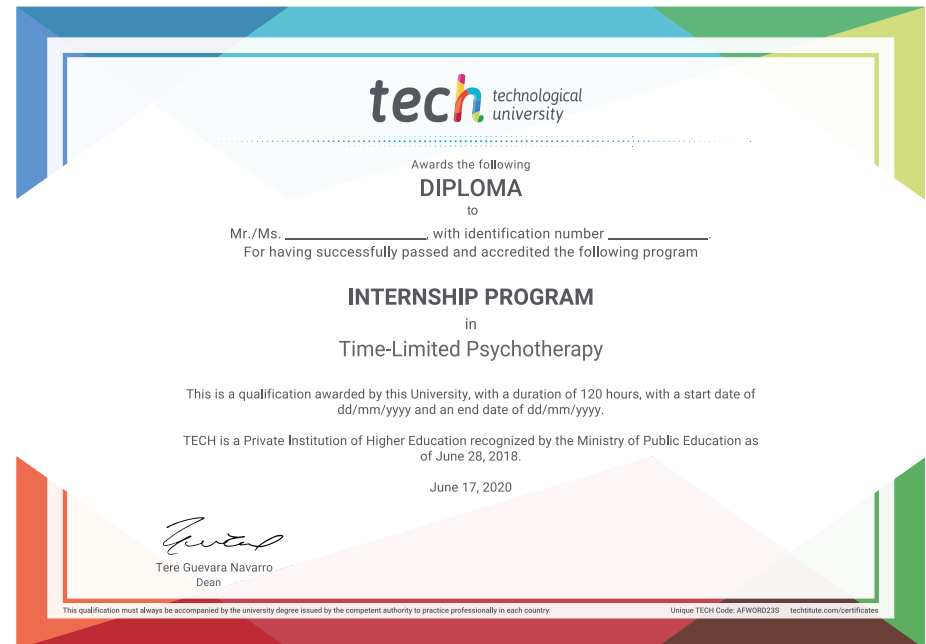 tech technological
university
Awards the following
DIPLOMA
to
Mr./Ms. ____________________, with identification number ______________.
For having successfully passed and accredited the following program
INTERNSHIP PROGRAM
in
Time-Limited Psychotherapy
This is a qualification awarded by this University, with a duration of 120 hours, with a start date of
dd/mm/yyyy and an end date of dd/mm/yyyy.
TECH is a Private Institution of Higher Education recognized by the Ministry of Public Education as
of June 28, 2018.
June 17, 2020
Tere Guevara Navarro
Dean
This qualification must always be accompanied by the university degree issued by the competent authority to practice professionally in each country.
Unique TECH Code: AFWORD23S techtitute.com/certificates